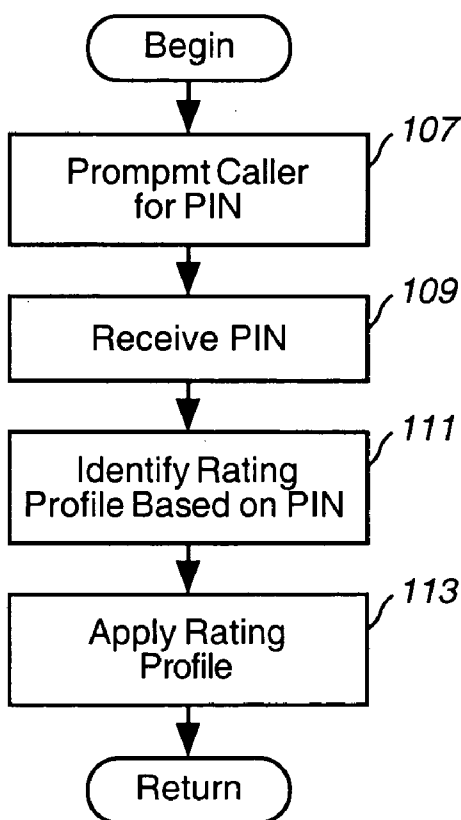 Begin
107
Prompmt Caller
for PIN
109
Receive PIN
111
Identify Rating
Profile Based on PIN
113
Apply Rating
Profile
Return